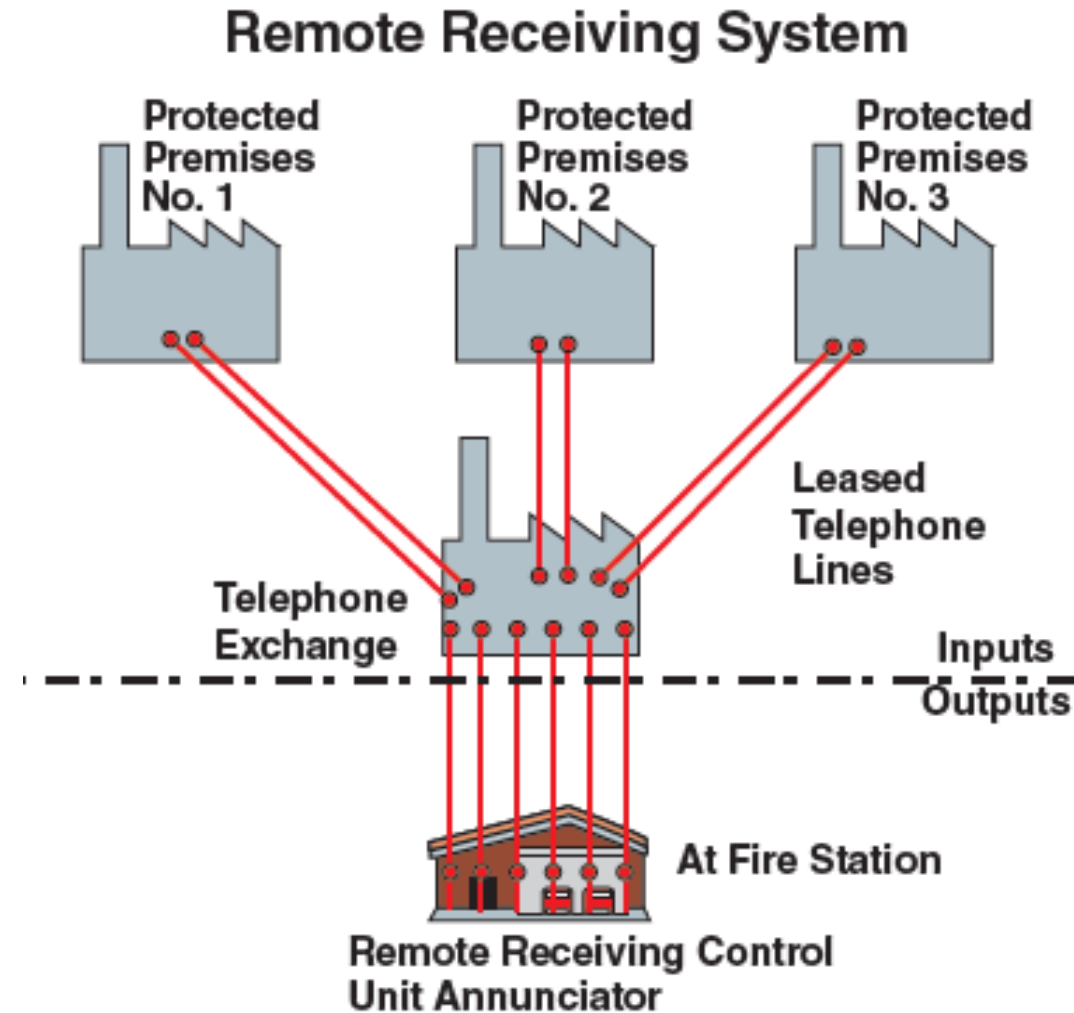 Remote Receiving System
Protected
Premises
No. 1
Protected
Premises
No. 2
Protected
Premises
No. 3
Leased
Telephone
Lines
Telephone
Exchange
Inputs
Outputs
At Fire Station
Remote Receiving Control
Unit Annunciator